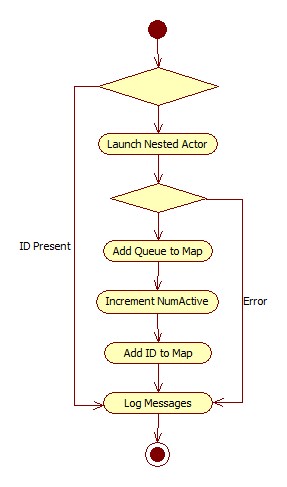 Launch Nested Actor
ID Present
Add Queue to Map
Increment NumActive
Error
Add ID to Map
Log Messages